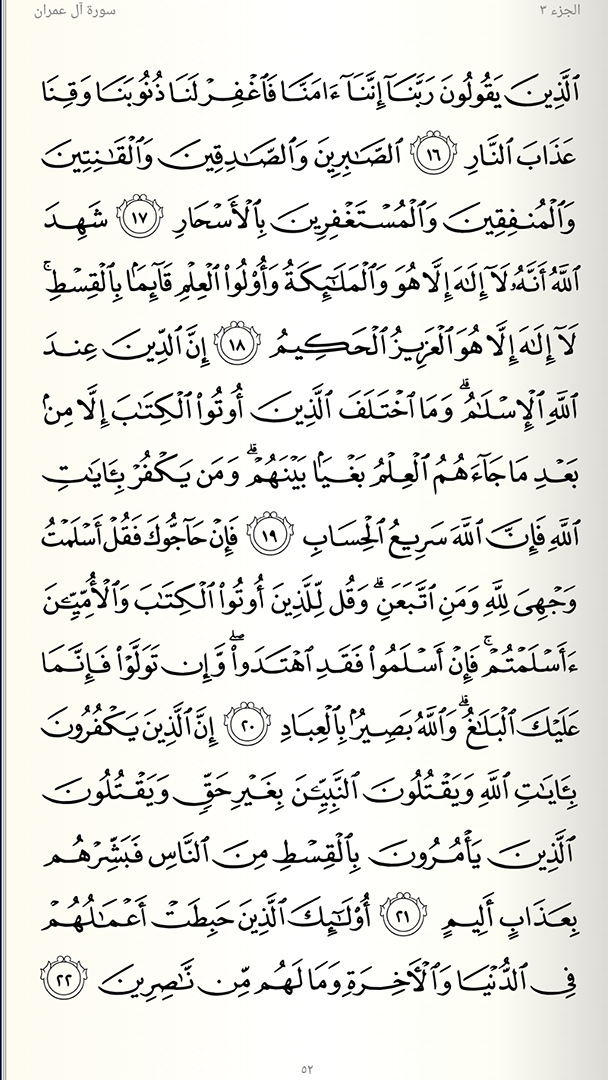 الجزء ٣
سورة آل عمران
ٱلَّذِينَ يَقُولُونَ رَبَّنَآ إِنَّنَآ ءَامَنَّا فَٱغْفِرْ لَنَا ذُنُوبَنَا وَقِنَا
عَذَابَ ٱلنَّارِ ١٦ ٱلصَّٰبِرِينَ وَٱلصَّٰدِقِينَ وَٱلْقَٰنِتِينَ
وَٱلْمُنفِقِينَ وَٱلْمُسْتَغْفِرِينَ بِٱلْأَسْحَارِ ١٧ شَهِدَ
ٱللَّهُ أَنَّهُۥ لَآ إِلَٰهَ إِلَّا هُوَ وَٱلْمَلَٰٓئِكَةُ وَأُو۟لُوا۟ ٱلْعِلْمِ قَآئِمَۢا بِٱلْقِسْطِ ۚ
لَآ إِلَٰهَ إِلَّا هُوَ ٱلْعَزِيزُ ٱلْحَكِيمُ ١٨ إِنَّ ٱلدِّينَ عِندَ
ٱللَّهِ ٱلْإِسْلَٰمُ ۗ وَمَا ٱخْتَلَفَ ٱلَّذِينَ أُوتُوا۟ ٱلْكِتَٰبَ إِلَّا مِنۢ
بَعْدِ مَا جَآءَهُمُ ٱلْعِلْمُ بَغْيَۢا بَيْنَهُمْ ۗ وَمَن يَكْفُرْ بِـَٔايَٰتِ
ٱللَّهِ فَإِنَّ ٱللَّهَ سَرِيعُ ٱلْحِسَابِ ١٩ فَإِنْ حَآجُّوكَ فَقُلْ أَسْلَمْتُ
وَجْهِىَ لِلَّهِ وَمَنِ ٱتَّبَعَنِ ۗ وَقُل لِّلَّذِينَ أُوتُوا۟ ٱلْكِتَٰبَ وَٱلْأُمِّيِّـۧنَ
ءَأَسْلَمْتُمْ ۚ فَإِنْ أَسْلَمُوا۟ فَقَدِ ٱهْتَدَوا۟ ۖ وَّإِن تَوَلَّوْا۟ فَإِنَّمَا
عَلَيْكَ ٱلْبَلَٰغُ ۗ وَٱللَّهُ بَصِيرٌۢ بِٱلْعِبَادِ ٢٠ إِنَّ ٱلَّذِينَ يَكْفُرُونَ
بِـَٔايَٰتِ ٱللَّهِ وَيَقْتُلُونَ ٱلنَّبِيِّـۧنَ بِغَيْرِ حَقٍّ وَيَقْتُلُونَ
ٱلَّذِينَ يَأْمُرُونَ بِٱلْقِسْطِ مِنَ ٱلنَّاسِ فَبَشِّرْهُم
بِعَذَابٍ أَلِيمٍ ٢١ أُو۟لَٰٓئِكَ ٱلَّذِينَ حَبِطَتْ أَعْمَٰلُهُمْ
فِى ٱلدُّنْيَا وَٱلْءَاخِرَةِ وَمَا لَهُم مِّن نَّٰصِرِينَ ٢٢
٥٢